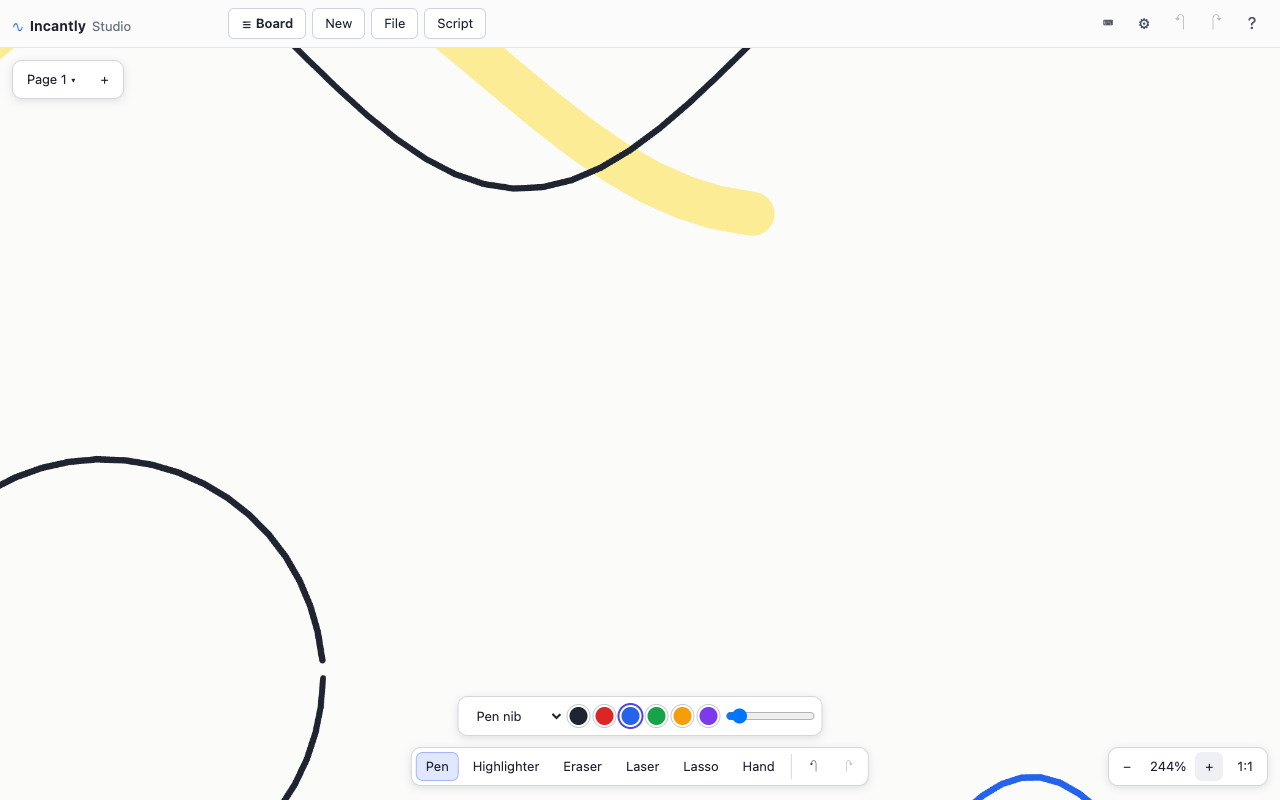 ∿ Incantly Studio
≡ Board New File Script ?
Page 1 ▾ +
Pen nib
Pen Highlighter Eraser Laser Lasso Hand
− 244% + 1:1